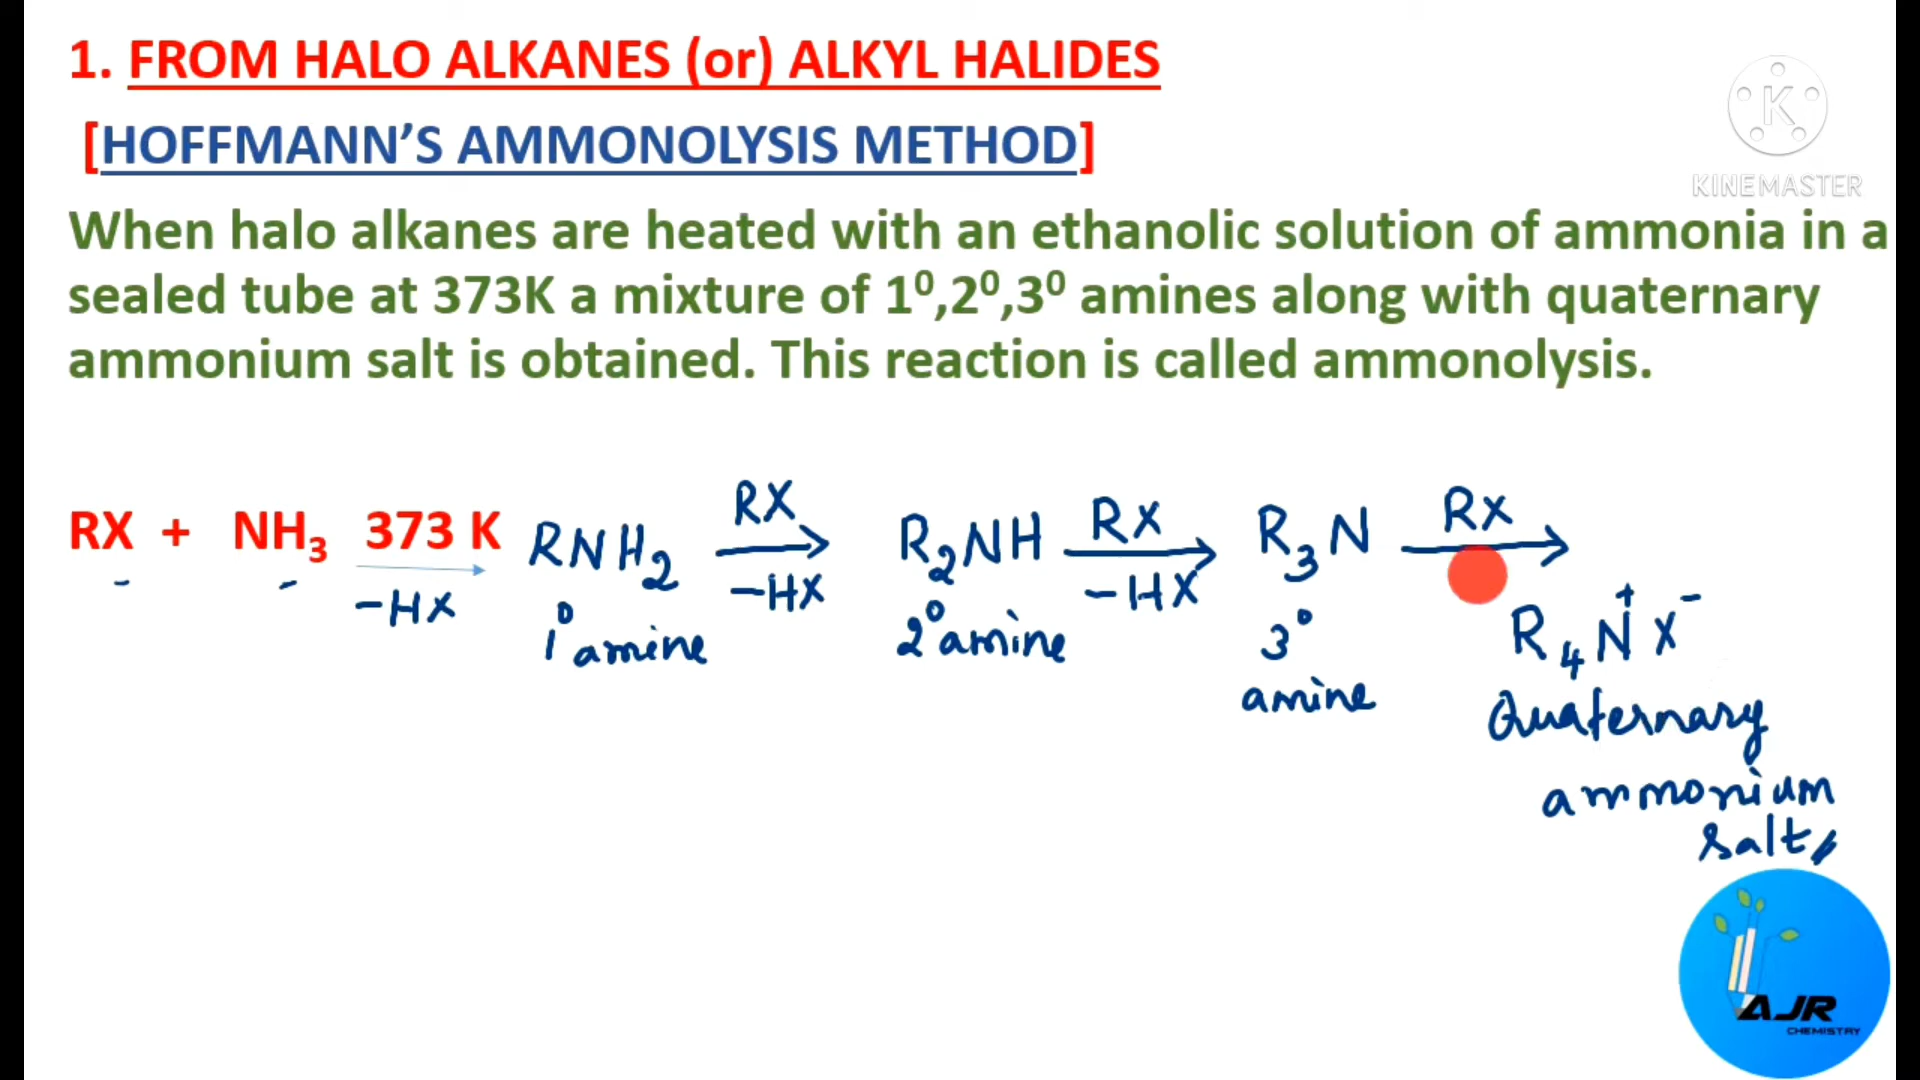 1. FROM HALO ALKANES (or) ALKYL HALIDES
[HOFFMANN'S AMMONOLYSIS METHOD]
K
KINEMASTER
When halo alkanes are heated with an ethanolic solution of ammonia in a
sealed tube at 373K a mixture of 1⁰,2⁰,3⁰ amines along with quaternary
ammonium salt is obtained. This reaction is called ammonolysis.
RX + NH₃ 373 K → -HX RNH₂ RX → -HX R₂NH RX → -HX R₃N RX →
1° amine 2° amine 3° amine
R₄N⁺X⁻
Quaternary
ammonium
salt
AJR
CHEMISTRY